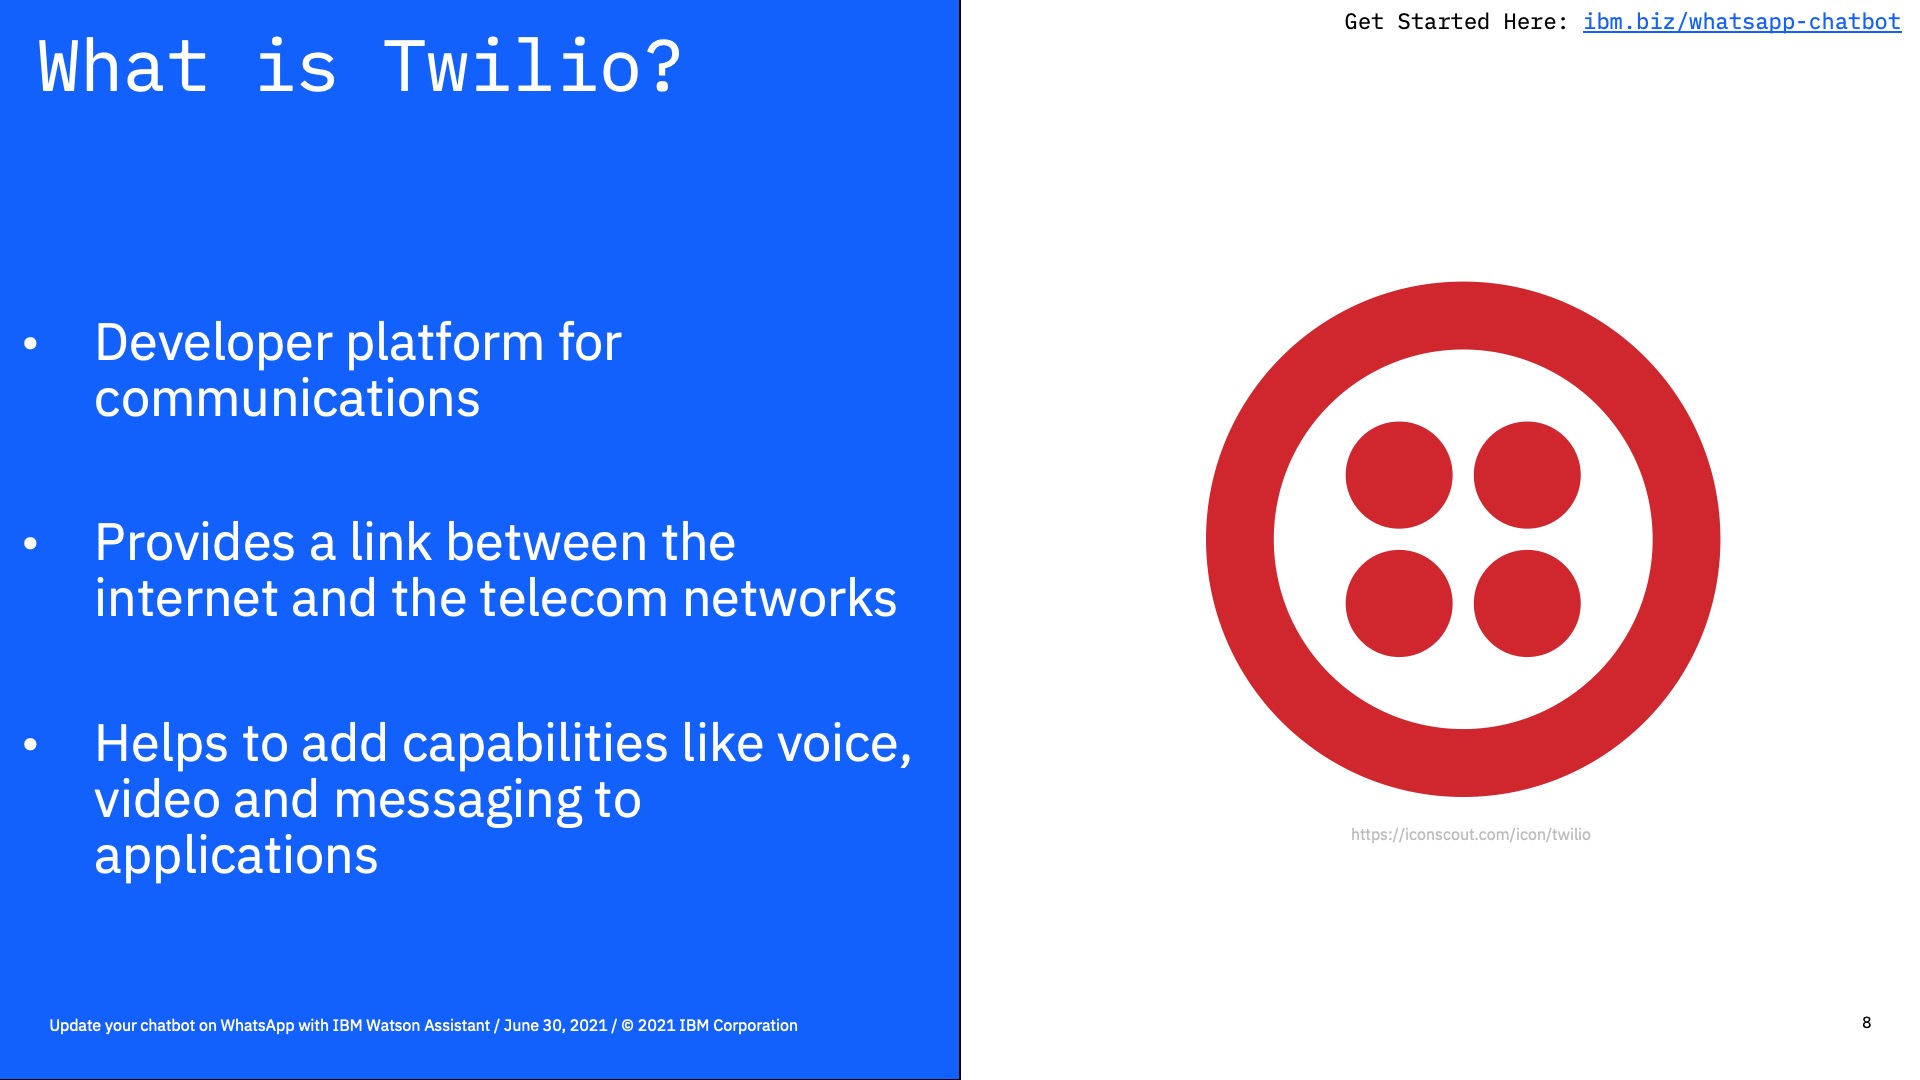 What is Twilio?
Get Started Here: ibm.biz/whatsapp-chatbot
• Developer platform for
communications
• Provides a link between the
internet and the telecom networks
• Helps to add capabilities like voice,
video and messaging to
applications
https://iconscout.com/icon/twilio
Update your chatbot on WhatsApp with IBM Watson Assistant / June 30, 2021 / © 2021 IBM Corporation
8